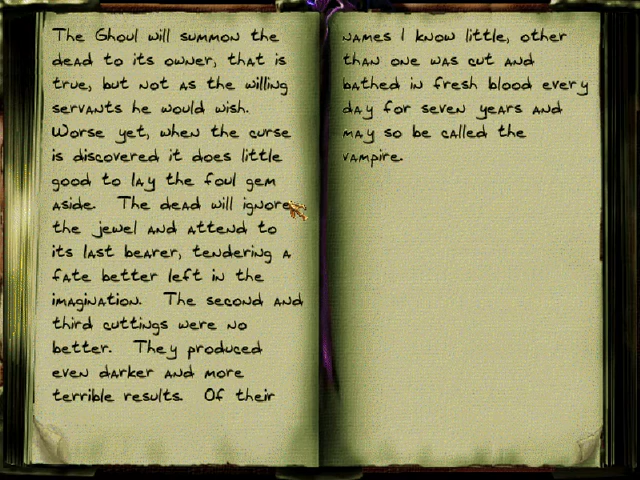 The Ghoul will summon the
dead to its owner, that is
true, but not as the willing
servants he would wish.
Worse yet, when the curse
is discovered it does little
good to lay the foul gem
aside. The dead will ignore
the jewel and attend to
its last bearer, tendering a
fate better left in the
imagination. The second and
third cuttings were no
better. They produced
even darker and more
terrible results. Of their
names I know little, other
than one was cut and
bathed in fresh blood every
day for seven years and
may so be called the
vampire.